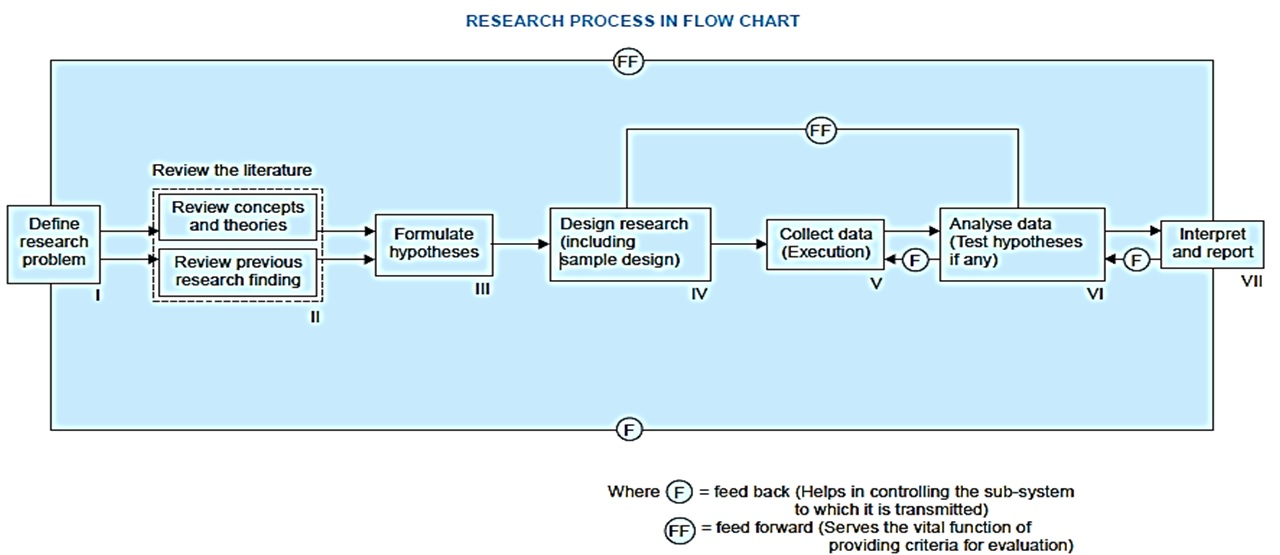 RESEARCH PROCESS IN FLOW CHART
FF
FF
Review the literature
Define
research
problem
I
Review concepts
and theories
Review previous
research finding
II
Formulate
hypotheses
III
Design research
(including
sample design)
IV
Collect data
(Execution)
V
F
Analyse data
(Test hypotheses
if any)
VI
F
Interpret
and report
VII
F
Where F = feed back (Helps in controlling the sub-system
to which it is transmitted)
FF = feed forward (Serves the vital function of
providing criteria for evaluation)